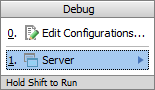 Debug
0. Edit Configurations...
1. Server
Hold Shift to Run